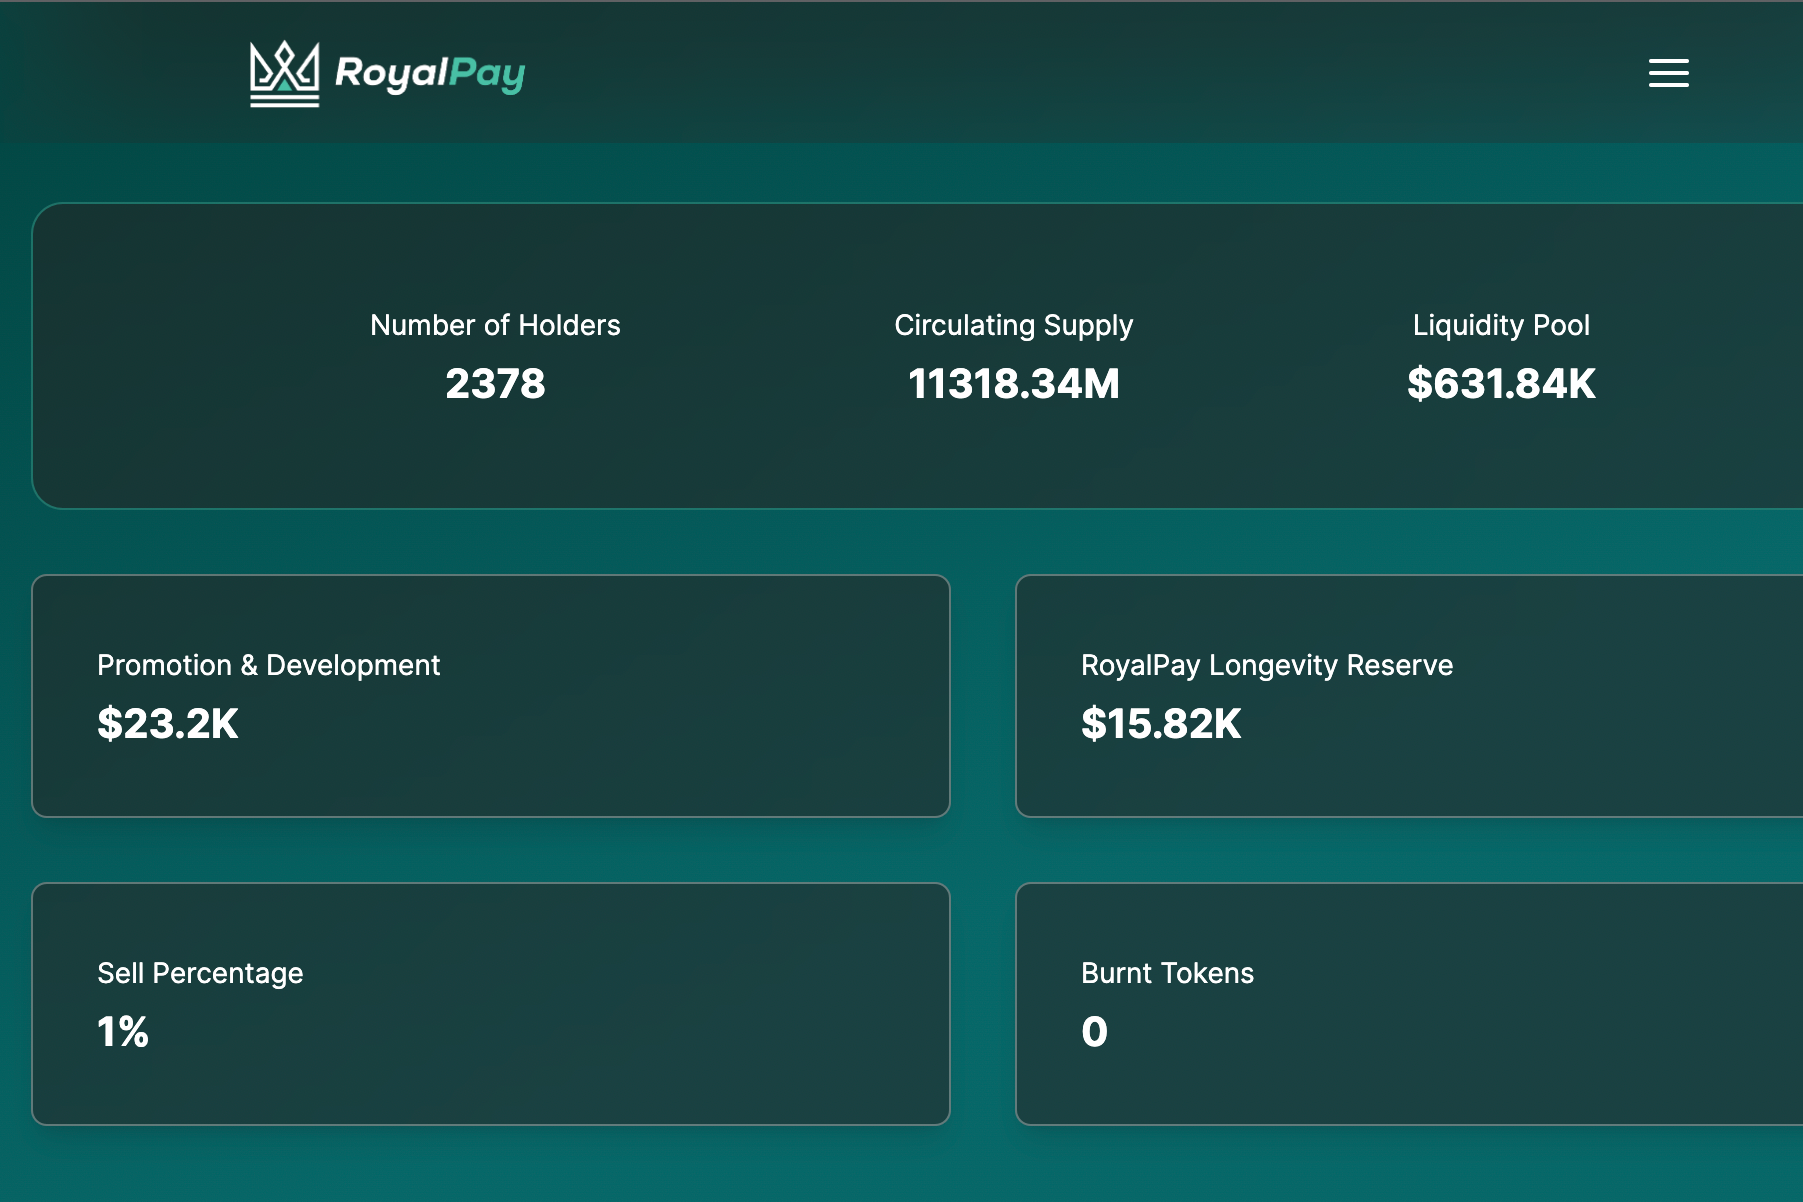 RoyalPay
Number of Holders
2378
Circulating Supply
11318.34M
Liquidity Pool
$631.84K
Promotion & Development
$23.2K
RoyalPay Longevity Reserve
$15.82K
Sell Percentage
1%
Burnt Tokens
0